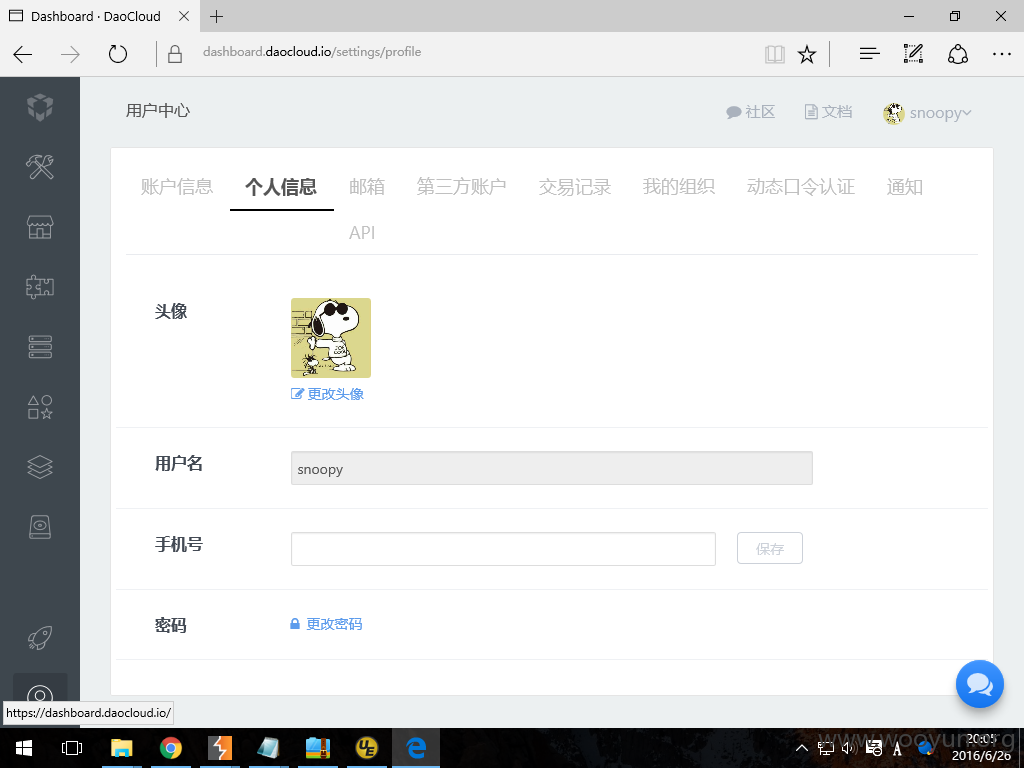 Dashboard · DaoCloud
dashboard.daocloud.io/settings/profile
用户中心
社区
文档
snoopy
账户信息
个人信息
邮箱
第三方账户
交易记录
我的组织
动态口令认证
通知
API
头像
更改头像
用户名
snoopy
手机号
保存
密码
更改密码
https://dashboard.daocloud.io/
www.wooyun.org
20:05
2016/6/26